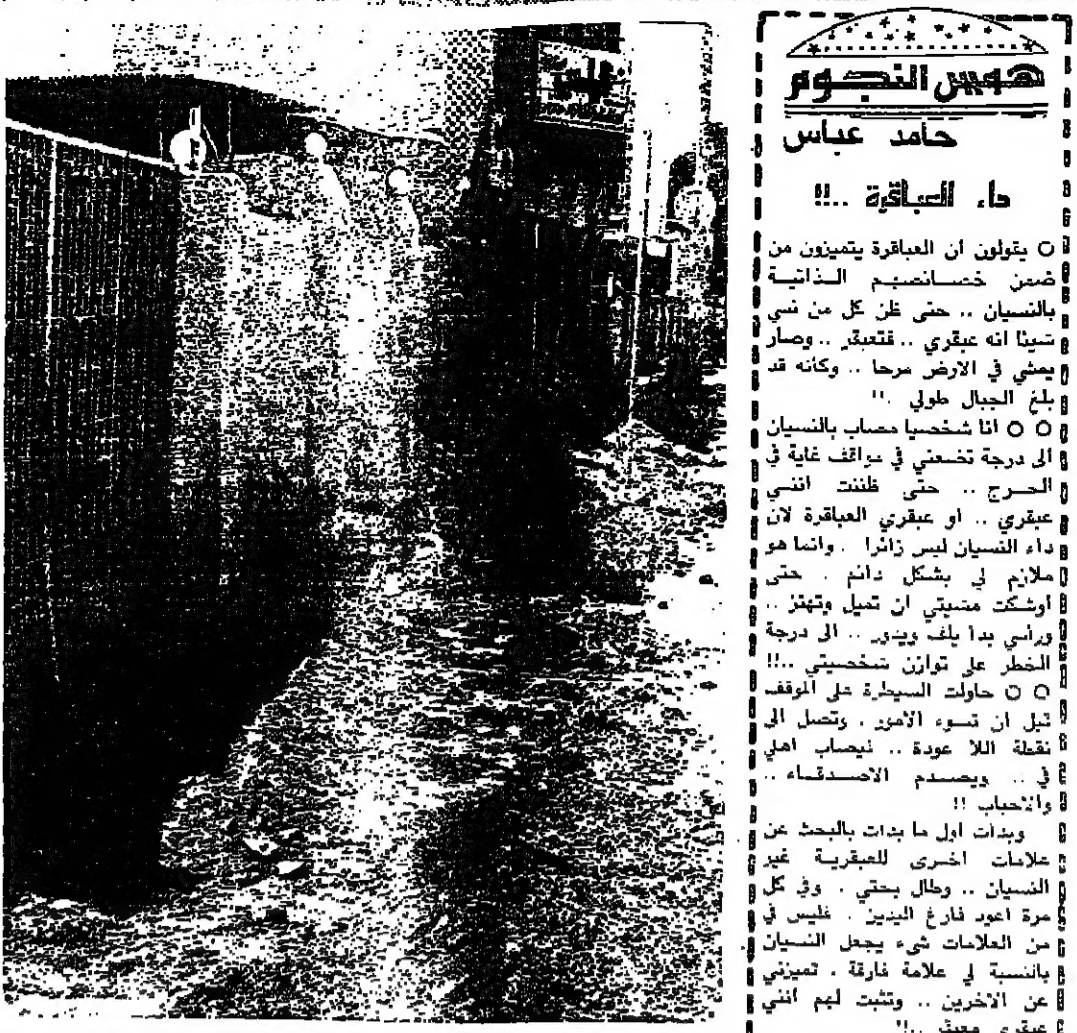 همس النجوم
حامد عباس
داء العباقرة ..!!
○ يقولون أن العباقرة يتميزون من
ضمن خصائصهم الذاتية
بالنسيان .. حتى ظن كل من نسي
شيئا انه عبقري .. فتعبقر .. وصار
يمشي في الارض مرحا .. وكأنه قد
بلغ الجبال طولي ..!!
○ ○ أنا شخصيا مصاب بالنسيان
الى درجة تضعني في مواقف غاية في
الحرج .. حتى ظننت انني
عبقري .. أو عبقري العباقرة لان
داء النسيان ليس زائرا . وانما هو
ملازم لي بشكل دائم . حتى
اوشكت مشيتي ان تميل وتهتز ..
ورأسي بدأ يلف ويدور .. الى درجة
الخطر على توازن شخصيتي ..!!
○ ○ حاولت السيطرة على الموقف
قبل ان تسوء الامور . وتصل الى
نقطة اللا عودة .. فيصاب اهلي
في .. ويصدم الاصدقاء ..
والاحباب !!
وبدأت اول ما بدأت بالبحث عن
علامات اخرى للعبقرية غير
النسيان .. وطال بحثي . وفي كل
مرة اعود فارغ اليدين . فليس في
من العلامات شيء يجعل النسيان
بالنسبة لي علامة فارقة . تميزني
عن الاخرين .. وتثبت لهم انني
عبقري ..!!